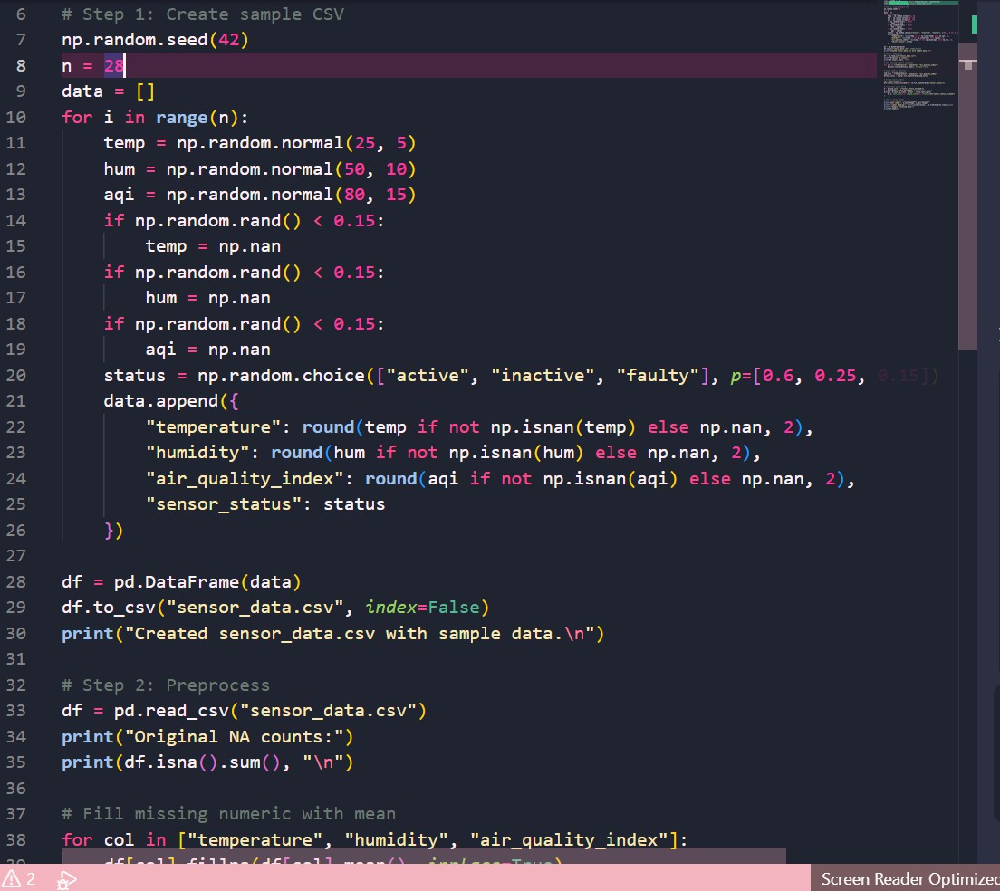 6 # Step 1: Create sample CSV
7 np.random.seed(42)
8 n = 28
9 data = []
10 for i in range(n):
11     temp = np.random.normal(25, 5)
12     hum = np.random.normal(50, 10)
13     aqi = np.random.normal(80, 15)
14     if np.random.rand() < 0.15:
15         temp = np.nan
16     if np.random.rand() < 0.15:
17         hum = np.nan
18     if np.random.rand() < 0.15:
19         aqi = np.nan
20     status = np.random.choice(["active", "inactive", "faulty"], p=[0.6, 0.25, 0.15])
21     data.append({
22         "temperature": round(temp if not np.isnan(temp) else np.nan, 2),
23         "humidity": round(hum if not np.isnan(hum) else np.nan, 2),
24         "air_quality_index": round(aqi if not np.isnan(aqi) else np.nan, 2),
25         "sensor_status": status
26     })
27
28 df = pd.DataFrame(data)
29 df.to_csv("sensor_data.csv", index=False)
30 print("Created sensor_data.csv with sample data.\n")
31
32 # Step 2: Preprocess
33 df = pd.read_csv("sensor_data.csv")
34 print("Original NA counts:")
35 print(df.isna().sum(), "\n")
36
37 # Fill missing numeric with mean
38 for col in ["temperature", "humidity", "air_quality_index"]:
39     df[col].fillna(df[col].mean(), inplace=True)
2
Screen Reader Optimized